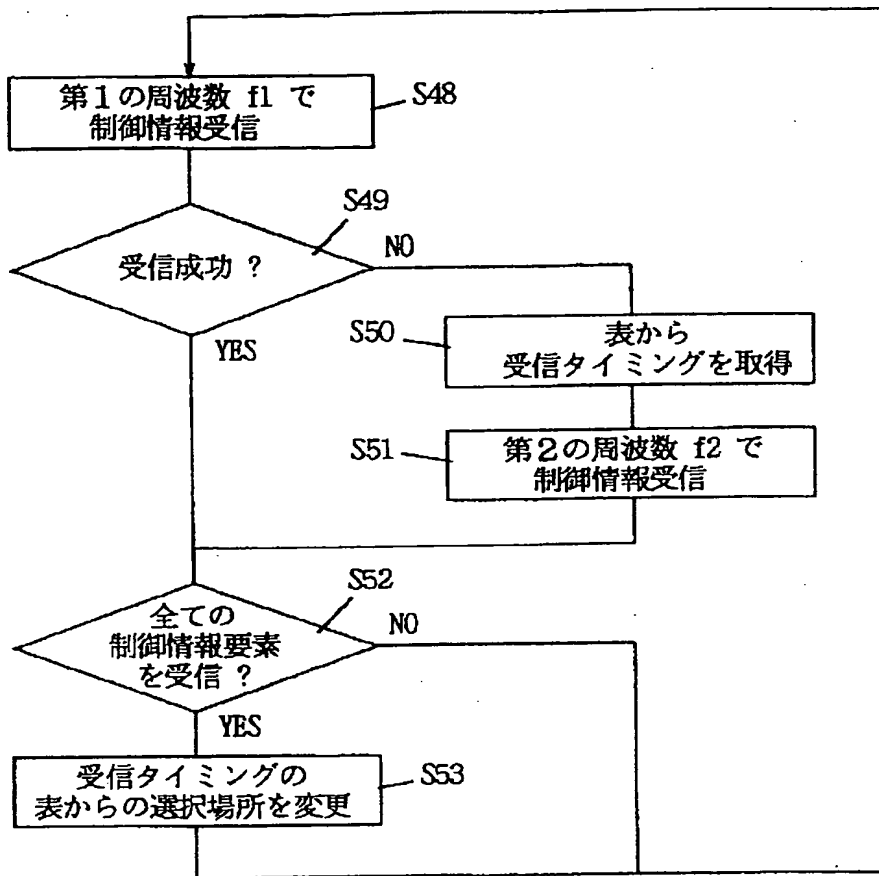 第1の周波数 f1 で
制御情報受信
S48
S49
受信成功 ?
NO
YES
S50
表から
受信タイミングを取得
S51
第2の周波数 f2 で
制御情報受信
S52
全ての
制御情報要素
を受信 ?
NO
YES
受信タイミングの
表からの選択場所を変更
S53